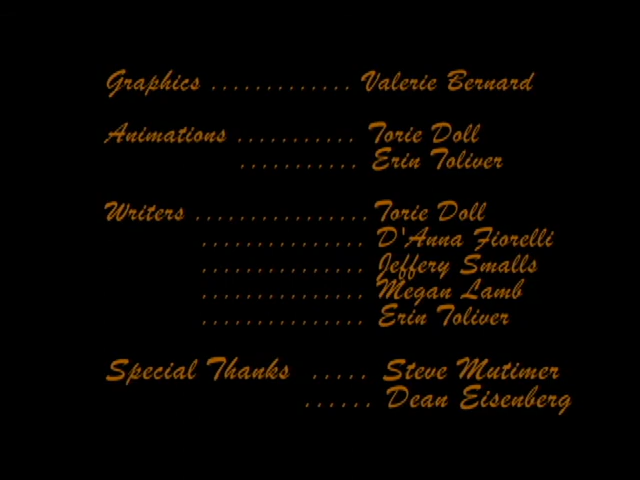 Graphics ............. Valerie Bernard
Animations ........... Torie Doll
........... Erin Toliver
Writers ................ Torie Doll
............... D'Anna Fiorelli
............... Jeffery Smalls
............... Megan Lamb
............... Erin Toliver
Special Thanks ..... Steve Mutimer
...... Dean Eisenberg